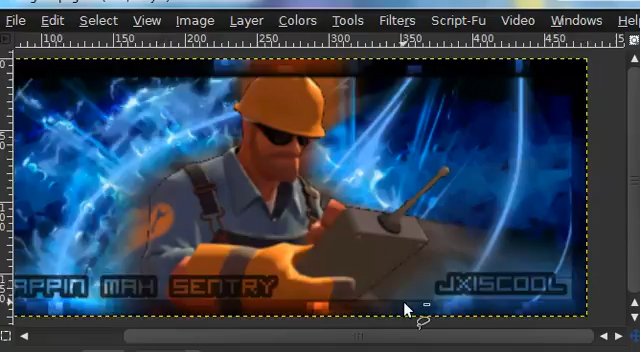 File Edit Select View Image Layer Colors Tools Filters Script-Fu Video Windows
100 150 200 250 300 350 400 450
MAH SENTRY
JXISCOOL